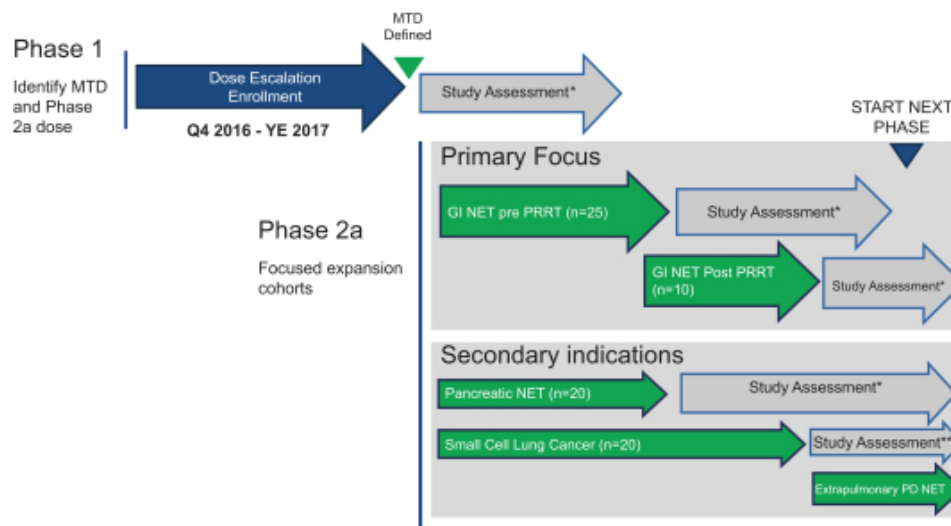 MTD
Defined
Phase 1
Identify MTD
and Phase
2a dose
Dose Escalation
Enrollment
Q4 2016 - YE 2017
Study Assessment*
START NEXT
PHASE
Primary Focus
GI NET pre PRRT (n=25)
Study Assessment*
Phase 2a
Focused expansion
cohorts
GI NET Post PRRT
(n=10)
Study Assessment*
Secondary indications
Pancreatic NET (n=20)
Study Assessment*
Small Cell Lung Cancer (n=20)
Study Assessment**
Extrapulmonary PD NET